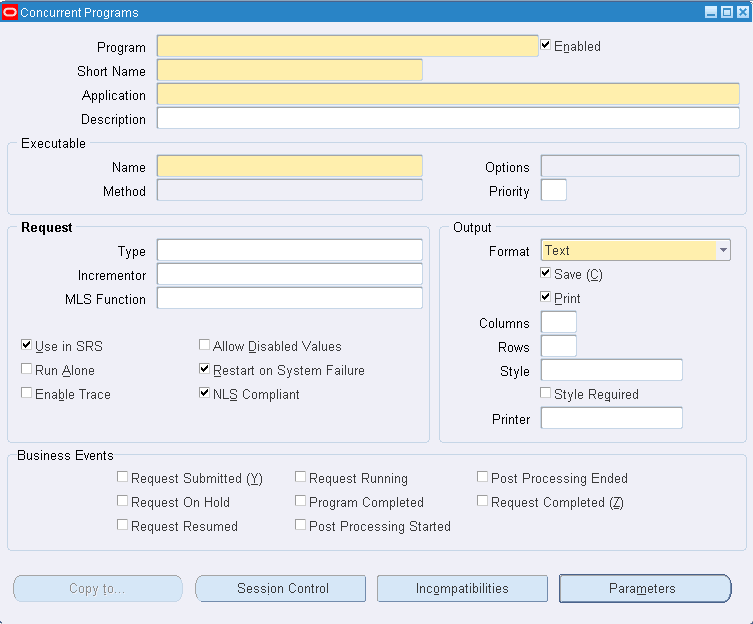 Concurrent Programs
Program
Enabled
Short Name
Application
Description
Executable
Name
Options
Method
Priority
Request
Output
Type
Format Text
Incrementor
Save (C)
MLS Function
Print
Columns
Use in SRS
Allow Disabled Values
Rows
Run Alone
Restart on System Failure
Style
Enable Trace
NLS Compliant
Style Required
Printer
Business Events
Request Submitted (Y)
Request Running
Post Processing Ended
Request On Hold
Program Completed
Request Completed (Z)
Request Resumed
Post Processing Started
Copy to...
Session Control
Incompatibilities
Parameters